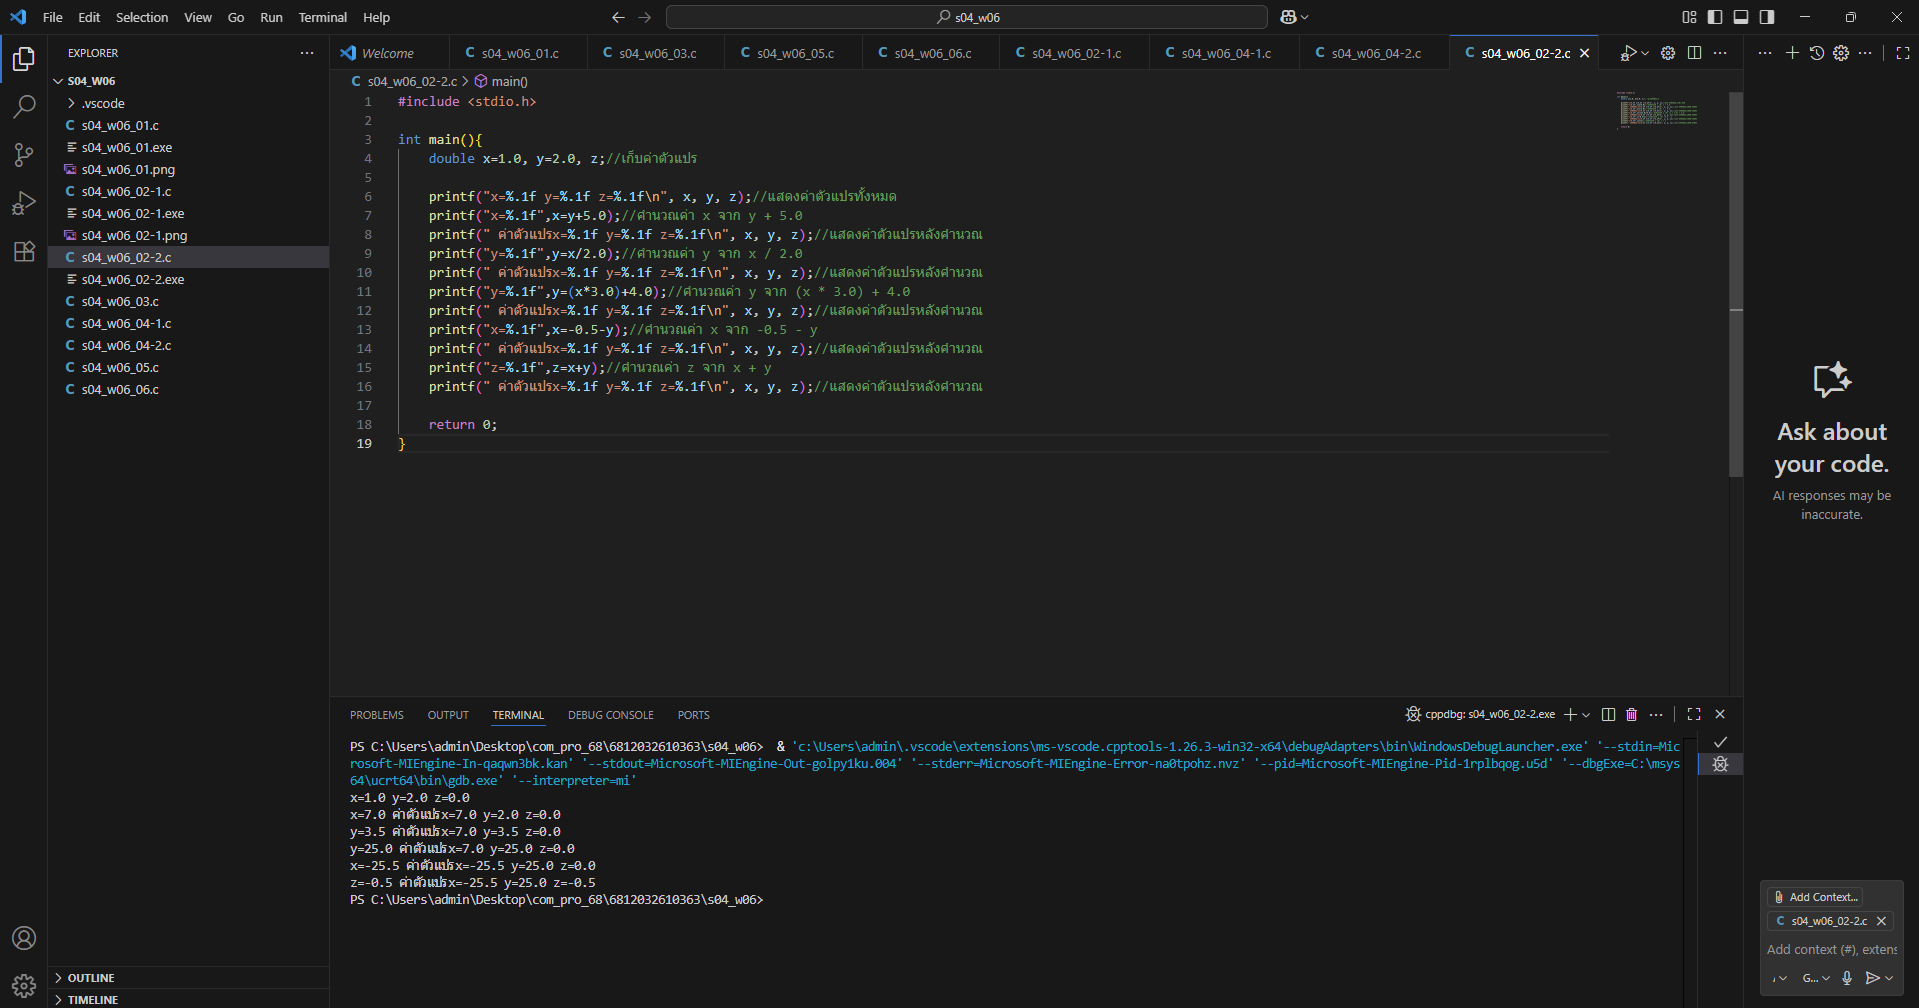 File Edit Selection View Go Run Terminal Help
s04_w06
EXPLORER
S04_W06
.vscode
s04_w06_01.c
s04_w06_01.exe
s04_w06_01.png
s04_w06_02-1.c
s04_w06_02-1.exe
s04_w06_02-1.png
s04_w06_02-2.c
s04_w06_02-2.exe
s04_w06_03.c
s04_w06_04-1.c
s04_w06_04-2.c
s04_w06_05.c
s04_w06_06.c
OUTLINE
TIMELINE
Welcome C s04_w06_01.c C s04_w06_03.c C s04_w06_05.c C s04_w06_06.c C s04_w06_02-1.c C s04_w06_04-1.c C s04_w06_04-2.c C s04_w06_02-2.c
C s04_w06_02-2.c > main()
1 #include <stdio.h>
2
3 int main(){
4 double x=1.0, y=2.0, z;//เก็บค่าตัวแปร
5
6 printf("x=%.1f y=%.1f z=%.1f\n", x, y, z);//แสดงค่าตัวแปรทั้งหมด
7 printf("x=%.1f",x=y+5.0);//คำนวณค่า x จาก y + 5.0
8 printf(" ค่าตัวแปรx=%.1f y=%.1f z=%.1f\n", x, y, z);//แสดงค่าตัวแปรหลังคำนวณ
9 printf("y=%.1f",y=x/2.0);//คำนวณค่า y จาก x / 2.0
10 printf(" ค่าตัวแปรx=%.1f y=%.1f z=%.1f\n", x, y, z);//แสดงค่าตัวแปรหลังคำนวณ
11 printf("y=%.1f",y=(x*3.0)+4.0);//คำนวณค่า y จาก (x * 3.0) + 4.0
12 printf(" ค่าตัวแปรx=%.1f y=%.1f z=%.1f\n", x, y, z);//แสดงค่าตัวแปรหลังคำนวณ
13 printf("x=%.1f",x=-0.5-y);//คำนวณค่า x จาก -0.5 - y
14 printf(" ค่าตัวแปรx=%.1f y=%.1f z=%.1f\n", x, y, z);//แสดงค่าตัวแปรหลังคำนวณ
15 printf("z=%.1f",z=x+y);//คำนวณค่า z จาก x + y
16 printf(" ค่าตัวแปรx=%.1f y=%.1f z=%.1f\n", x, y, z);//แสดงค่าตัวแปรหลังคำนวณ
17
18 return 0;
19 }
PROBLEMS OUTPUT TERMINAL DEBUG CONSOLE PORTS
cppdbg: s04_w06_02-2.exe
PS C:\Users\admin\Desktop\com_pro_68\6812032610363\s04_w06> & 'c:\Users\admin\.vscode\extensions\ms-vscode.cpptools-1.26.3-win32-x64\debugAdapters\bin\WindowsDebugLauncher.exe' '--stdin=Mic
rosoft-MIEngine-In-qaqwn3bk.kan' '--stdout=Microsoft-MIEngine-Out-golpy1ku.004' '--stderr=Microsoft-MIEngine-Error-na0tpohz.nvz' '--pid=Microsoft-MIEngine-Pid-1rplbqog.u5d' '--dbgExe=C:\msys
64\ucrt64\bin\gdb.exe' '--interpreter=mi'
x=1.0 y=2.0 z=0.0
x=7.0 ค่าตัวแปรx=7.0 y=2.0 z=0.0
y=3.5 ค่าตัวแปรx=7.0 y=3.5 z=0.0
y=25.0 ค่าตัวแปรx=7.0 y=25.0 z=0.0
x=-25.5 ค่าตัวแปรx=-25.5 y=25.0 z=0.0
z=-0.5 ค่าตัวแปรx=-25.5 y=25.0 z=-0.5
PS C:\Users\admin\Desktop\com_pro_68\6812032610363\s04_w06>
Ask about
your code.
AI responses may be
inaccurate.
Add Context...
C s04_w06_02-2.c
Add context (#), extens
G...